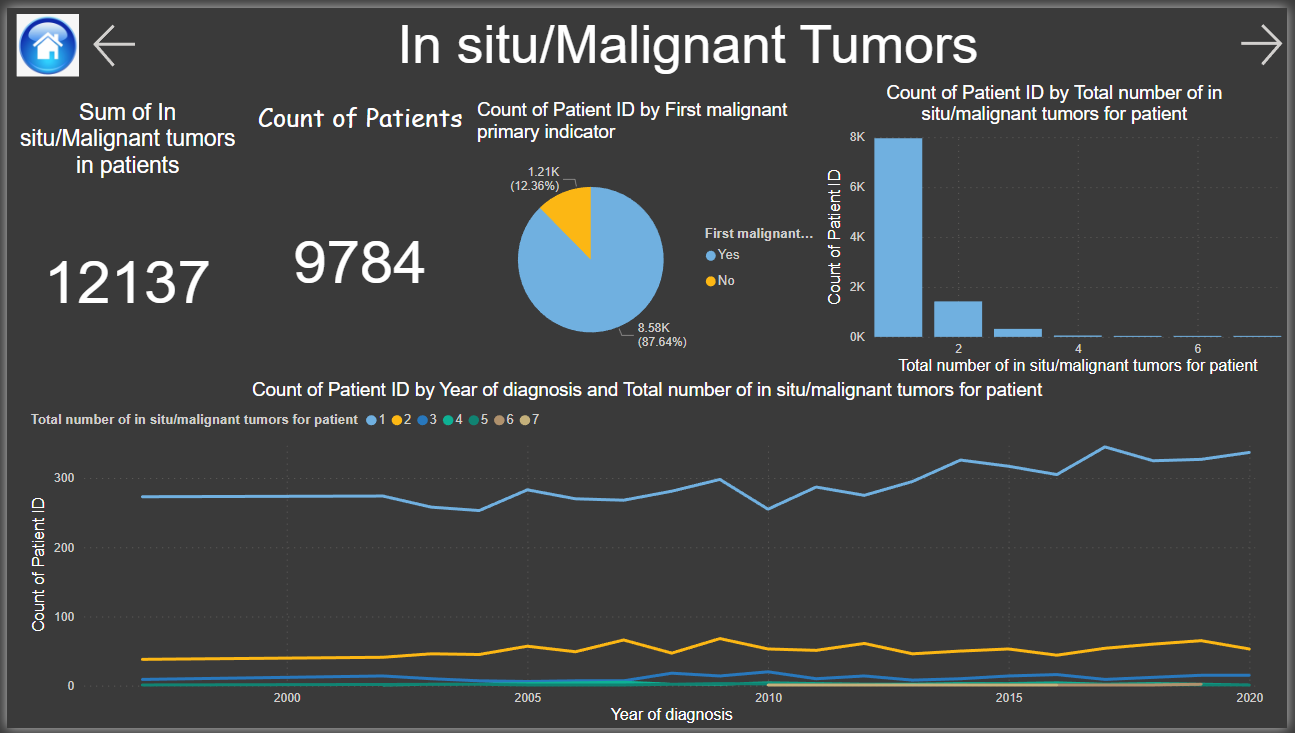 In situ/Malignant Tumors
Sum of In
situ/Malignant tumors
in patients
12137
Count of Patients
9784
Count of Patient ID by First malignant
primary indicator
1.21K
(12.36%)
8.58K
(87.64%)
First malignant...
Yes
No
Count of Patient ID by Total number of in
situ/malignant tumors for patient
Count of Patient ID
8K
6K
4K
2K
0K
2 4 6
Total number of in situ/malignant tumors for patient
Count of Patient ID by Year of diagnosis and Total number of in situ/malignant tumors for patient
Total number of in situ/malignant tumors for patient 1 2 3 4 5 6 7
Count of Patient ID
300
200
100
0
2000 2005 2010 2015 2020
Year of diagnosis